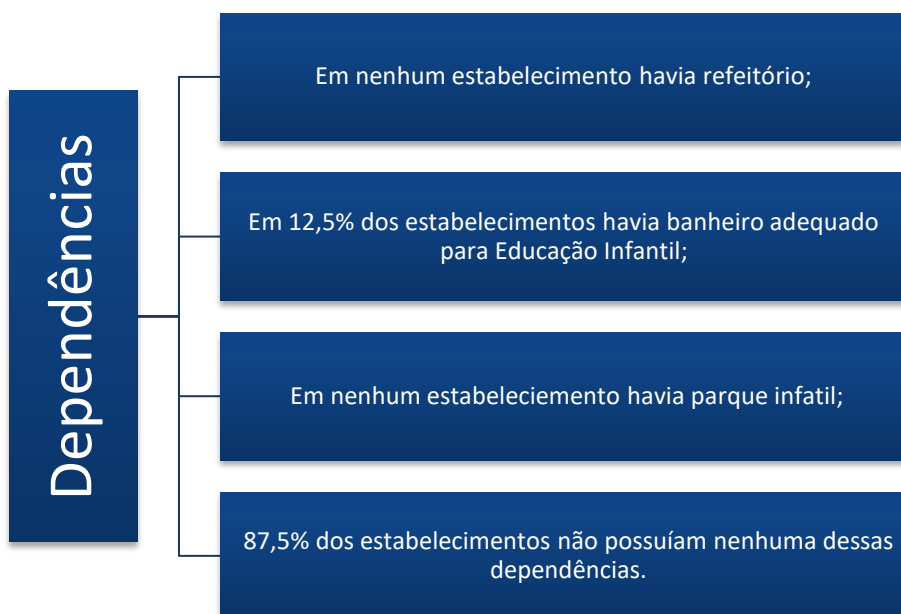 Dependências
Em nenhum estabelecimento havia refeitório;
Em 12,5% dos estabelecimentos havia banheiro adequado
para Educação Infantil;
Em nenhum estabeleciemento havia parque infatil;
87,5% dos estabelecimentos não possuíam nenhuma dessas
dependências.